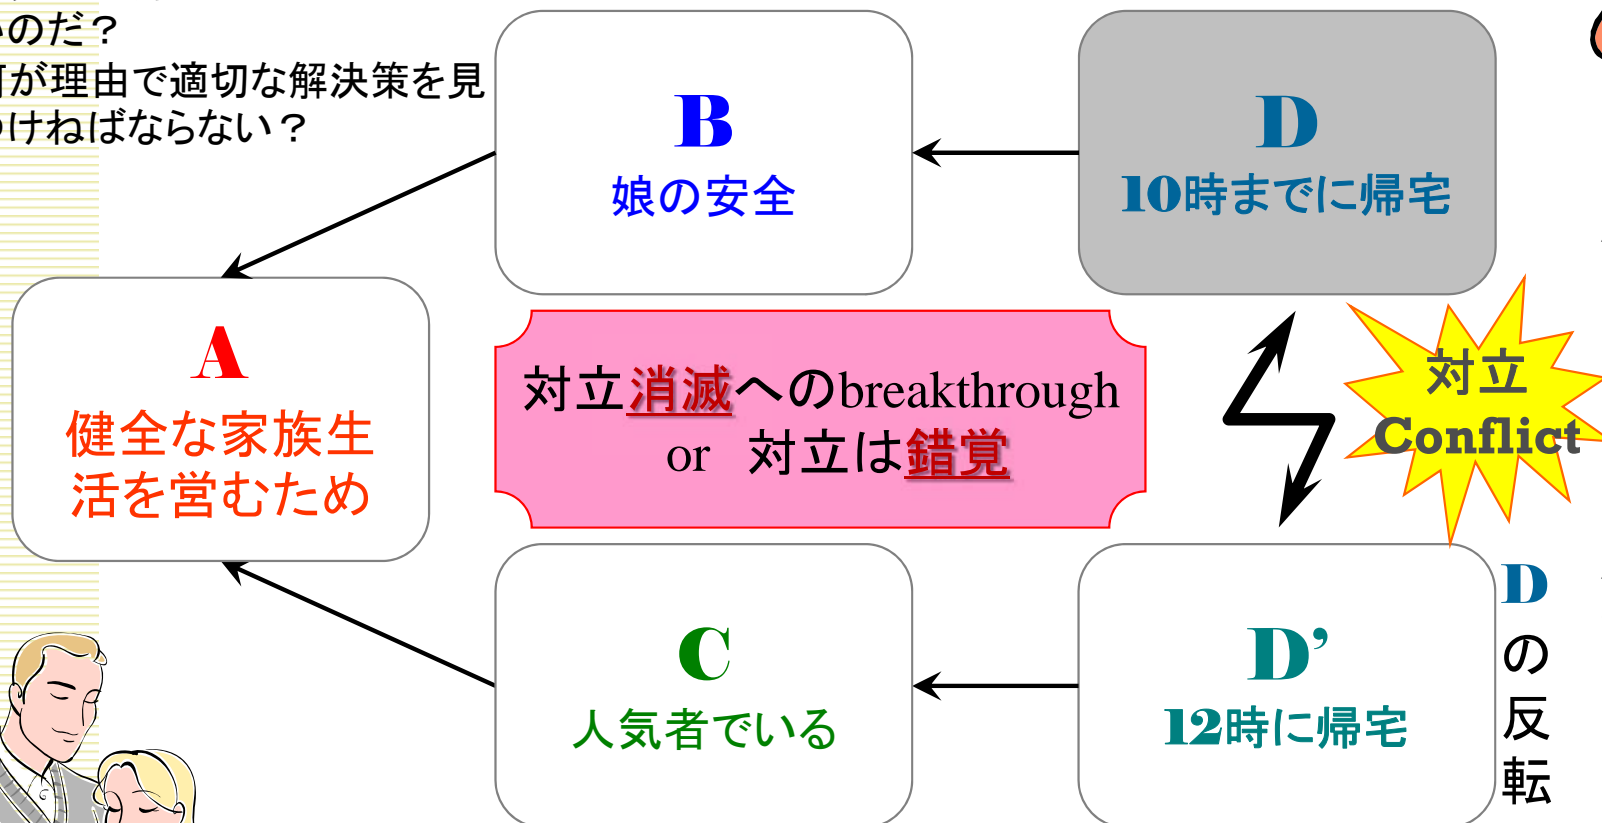 のだ？
が理由で適切な解決策を見
けねばならない？
B
娘の安全
D
10時までに帰宅
A
健全な家族生
活を営むため
対立消滅へのbreakthrough
or 対立は錯覚
対立
Conflict
C
人気者でいる
D’
12時に帰宅
D
の
反
転